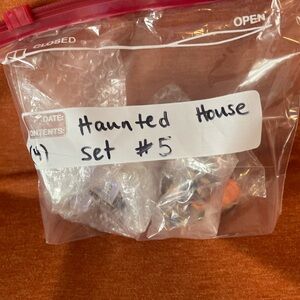 OPEN
CLOSED
DATE:
CONTENTS:
Haunted House
(4) set #5